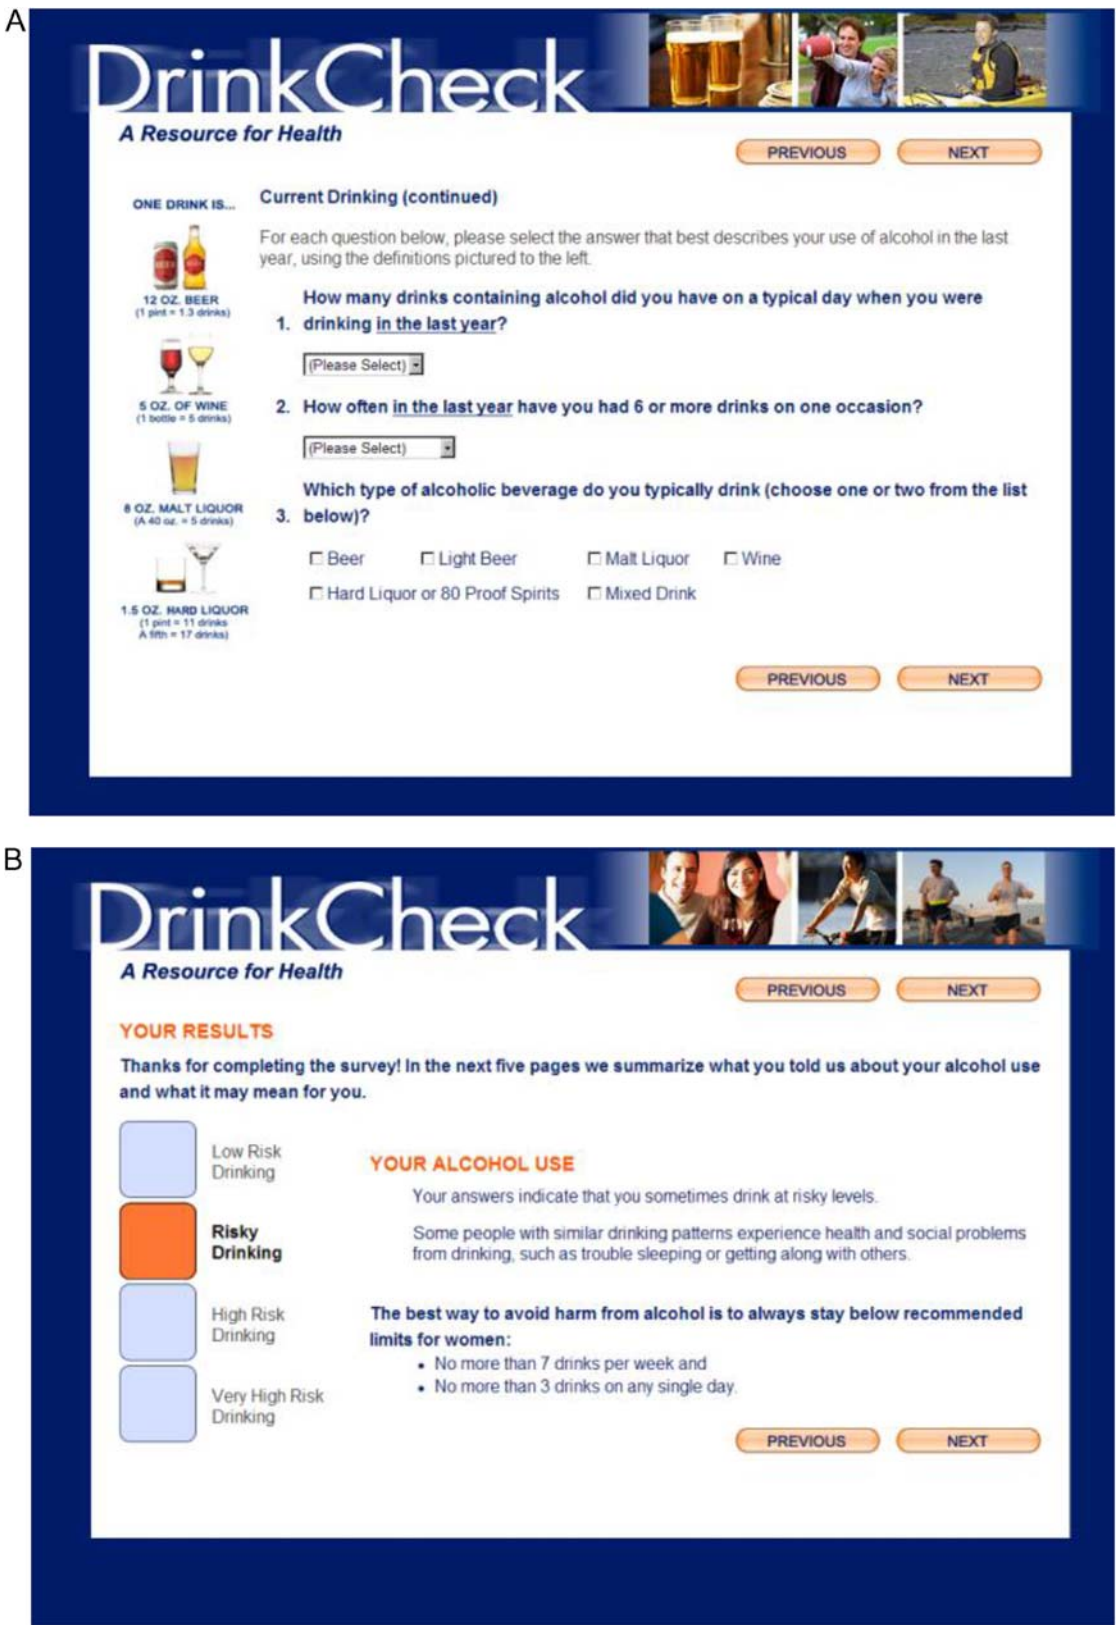 A
DrinkCheck
A Resource for Health
PREVIOUS NEXT
ONE DRINK IS...
12 OZ. BEER
(1 pint = 1.3 drinks)
5 OZ. OF WINE
(1 bottle = 5 drinks)
8 OZ. MALT LIQUOR
(A 40 oz. = 5 drinks)
1.5 OZ. HARD LIQUOR
(1 pint = 11 drinks
A fifth = 17 drinks)
Current Drinking (continued)
For each question below, please select the answer that best describes your use of alcohol in the last
year, using the definitions pictured to the left.
How many drinks containing alcohol did you have on a typical day when you were
1. drinking in the last year?
(Please Select)
2. How often in the last year have you had 6 or more drinks on one occasion?
(Please Select)
Which type of alcoholic beverage do you typically drink (choose one or two from the list
3. below)?
Beer Light Beer Malt Liquor Wine
Hard Liquor or 80 Proof Spirits Mixed Drink
PREVIOUS NEXT
B
DrinkCheck
A Resource for Health
PREVIOUS NEXT
YOUR RESULTS
Thanks for completing the survey! In the next five pages we summarize what you told us about your alcohol use
and what it may mean for you.
Low Risk
Drinking
Risky
Drinking
High Risk
Drinking
Very High Risk
Drinking
YOUR ALCOHOL USE
Your answers indicate that you sometimes drink at risky levels.
Some people with similar drinking patterns experience health and social problems
from drinking, such as trouble sleeping or getting along with others.
The best way to avoid harm from alcohol is to always stay below recommended
limits for women:
• No more than 7 drinks per week and
• No more than 3 drinks on any single day.
PREVIOUS NEXT